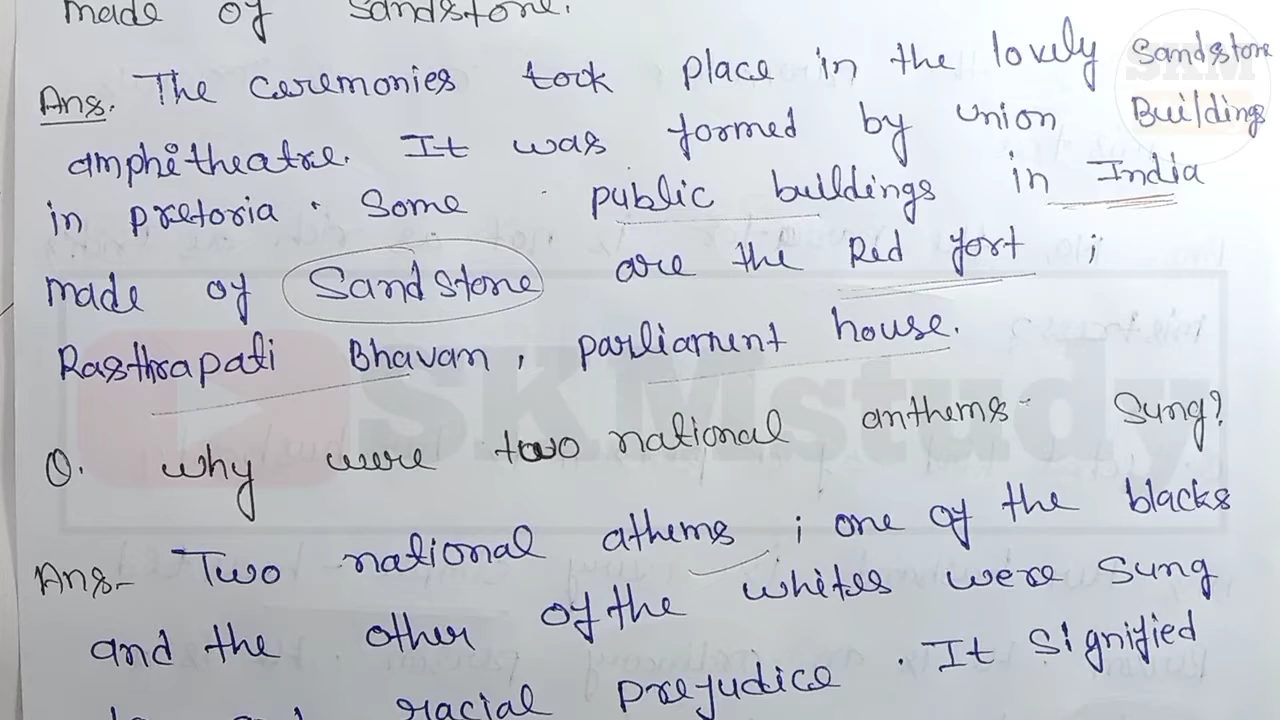 made of Sandstone.
Ans. The ceremonies took place in the lovely Sandstone
amphitheatre. It was formed by union Buildings
in pretoria. Some public buildings in India
made of Sandstone are the Red fort ;
Rasthrapati Bhavan, parliament house.
Q. why were two national anthems Sung?
Ans- Two national athems ; one of the blacks
and the other of the whites were Sung
racial prejudice. It signified
SKMstudy